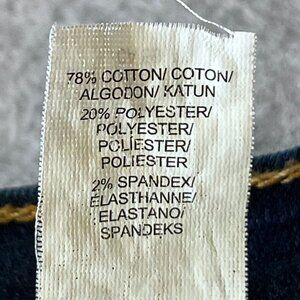 78% COTTON/ COTON/
ALGODON/ KATUN
20% POLYESTER/
POLYESTER/
POLIESTER/
POLIESTER
2% SPANDEX/
ELASTHANNE/
ELASTANO/
SPANDEKS